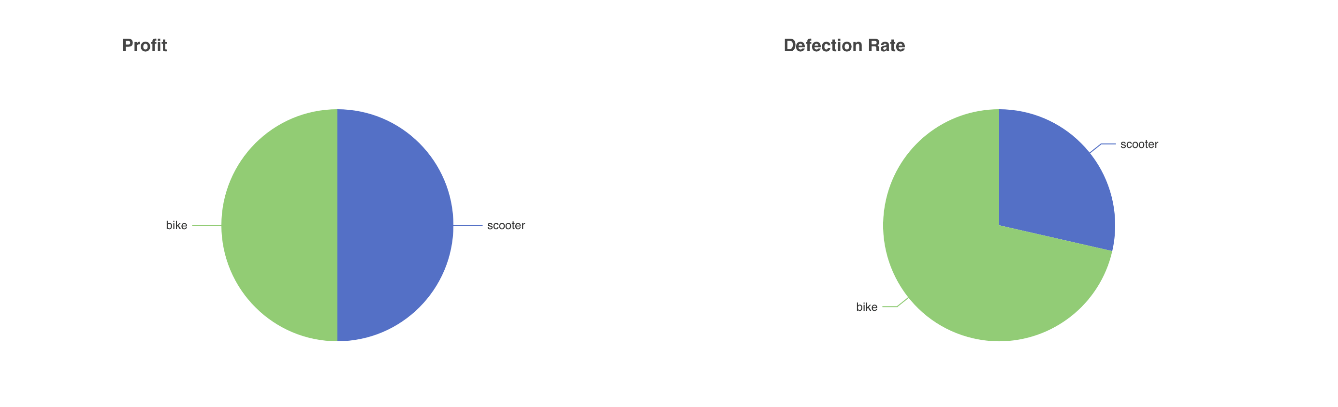 Profit
bike
scooter
Defection Rate
scooter
bike